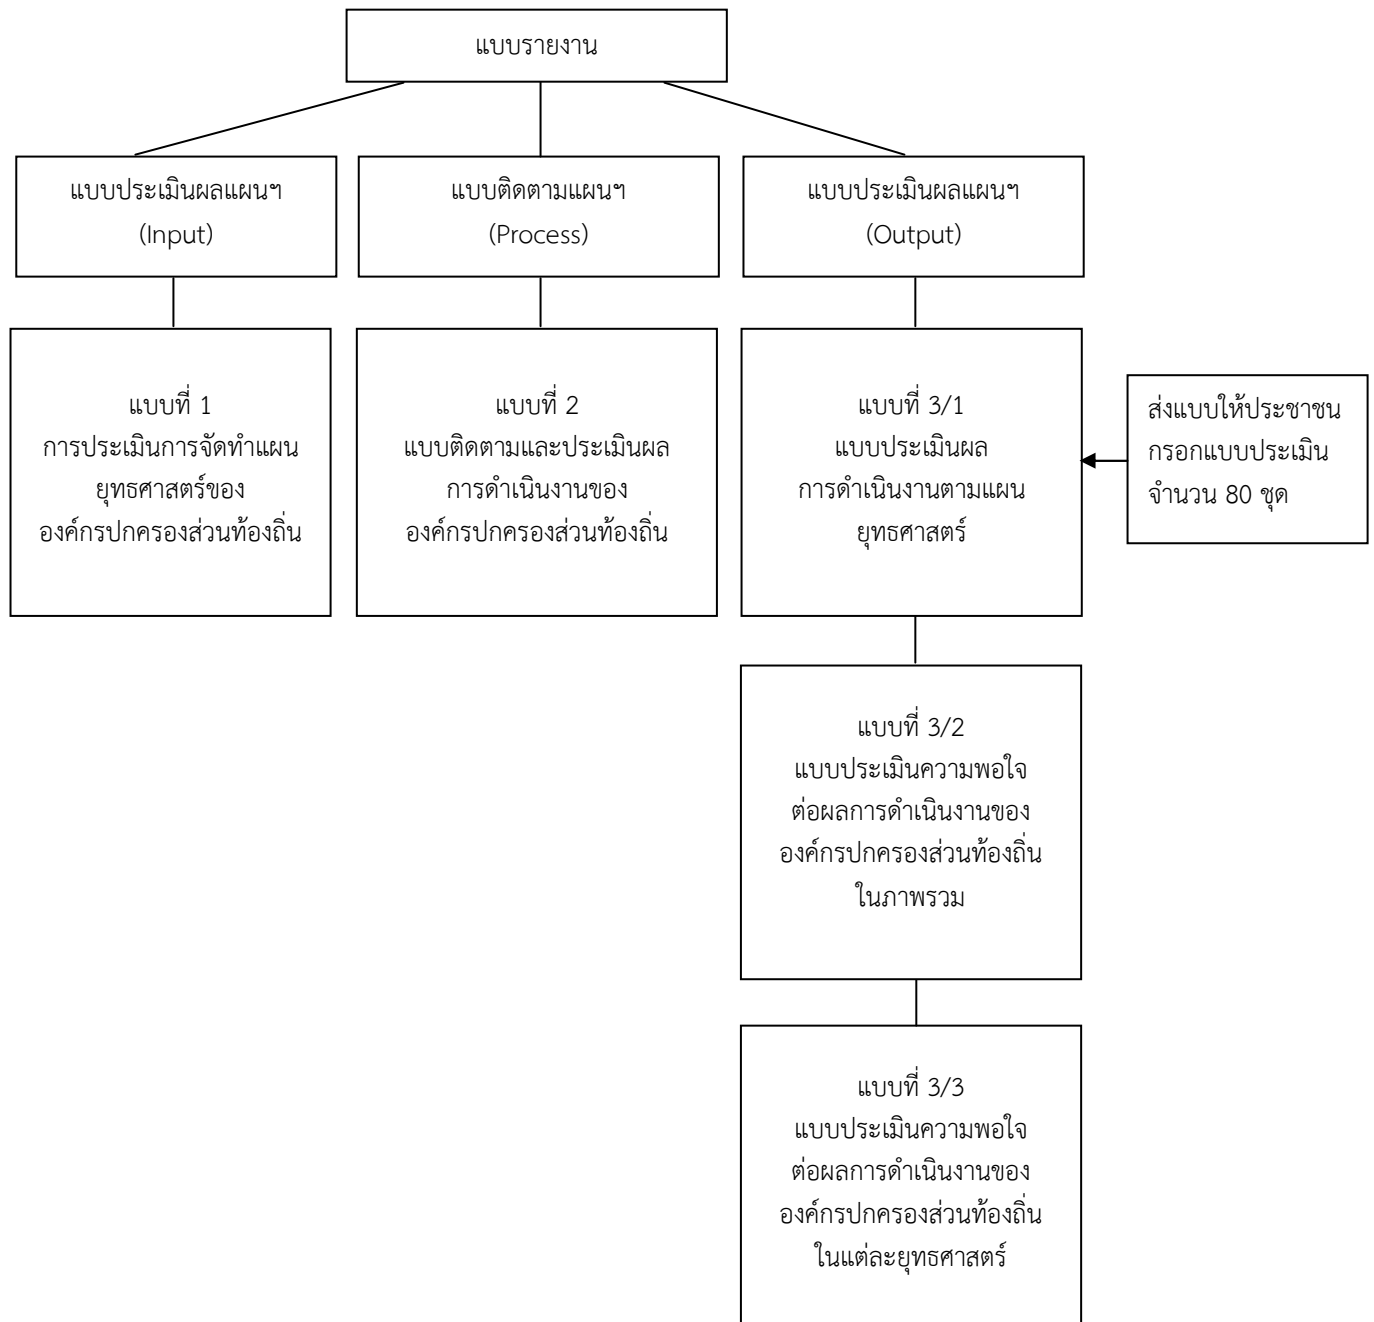 แบบรายงาน
แบบประเมินผลแผนฯ
(Input)
แบบติดตามแผนฯ
(Process)
แบบประเมินผลแผนฯ
(Output)
แบบที่ 1
การประเมินการจัดทำแผน
ยุทธศาสตร์ของ
องค์กรปกครองส่วนท้องถิ่น
แบบที่ 2
แบบติดตามและประเมินผล
การดำเนินงานของ
องค์กรปกครองส่วนท้องถิ่น
แบบที่ 3/1
แบบประเมินผล
การดำเนินงานตามแผน
ยุทธศาสตร์
ส่งแบบให้ประชาชน
กรอกแบบประเมิน
จำนวน 80 ชุด
แบบที่ 3/2
แบบประเมินความพอใจ
ต่อผลการดำเนินงานของ
องค์กรปกครองส่วนท้องถิ่น
ในภาพรวม
แบบที่ 3/3
แบบประเมินความพอใจ
ต่อผลการดำเนินงานของ
องค์กรปกครองส่วนท้องถิ่น
ในแต่ละยุทธศาสตร์